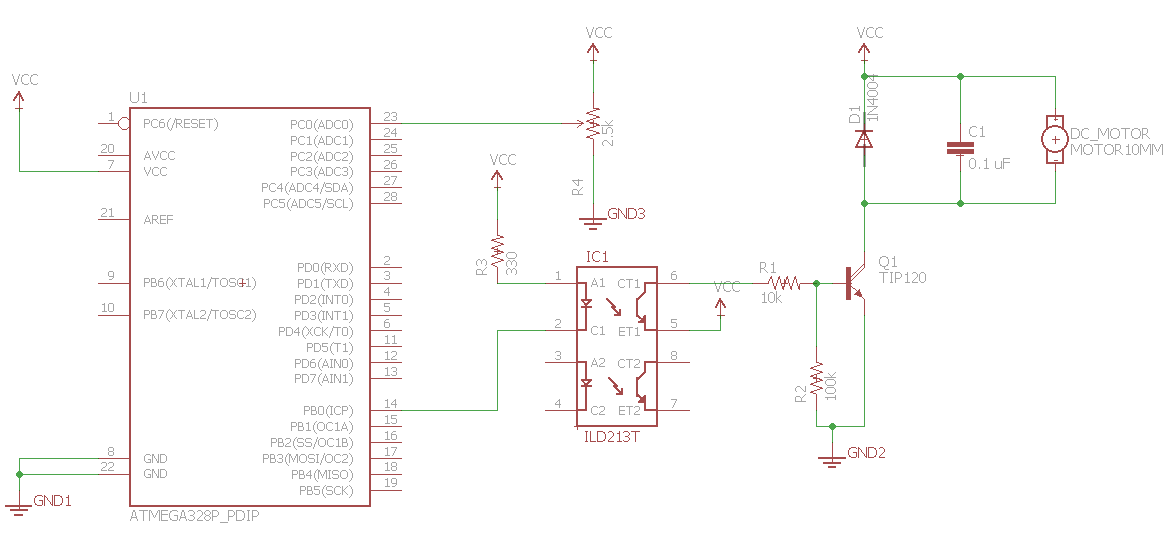 VCC
U1
1
PC6(/RESET)
20
AVCC
7
VCC
21
AREF
9
PB6(XTAL1/TOSC1)
10
PB7(XTAL2/TOSC2)
8
GND
22
GND
GND1
ATMEGA328P_PDIP
PC0(ADC0)
23
PC1(ADC1)
24
PC2(ADC2)
25
PC3(ADC3)
26
PC4(ADC4/SDA)
27
PC5(ADC5/SCL)
28
PD0(RXD)
2
PD1(TXD)
3
PD2(INT0)
4
PD3(INT1)
5
PD4(XCK/T0)
6
PD5(T1)
11
PD6(AIN0)
12
PD7(AIN1)
13
PB0(ICP)
14
PB1(OC1A)
15
PB2(SS/OC1B)
16
PB3(MOSI/OC2)
17
PB4(MISO)
18
PB5(SCK)
19
VCC
2.5k
R4
GND3
VCC
R3
330
IC1
1
A1
CT1
6
2
C1
ET1
5
3
A2
CT2
8
4
C2
ET2
7
ILD213T
VCC
R1
10k
R2
100k
GND2
Q1
TIP120
VCC
D1
1N4004
C1
0.1 uF
DC_MOTOR
MOTOR10MM